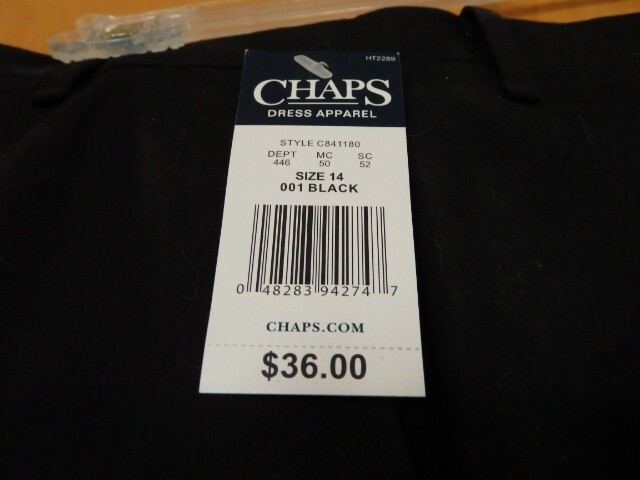 HT2289
CHAPS
DRESS APPAREL
STYLE C841180
DEPT MC SC
446 50 52
SIZE 14
001 BLACK
0 48283 94274 7
CHAPS.COM
$36.00